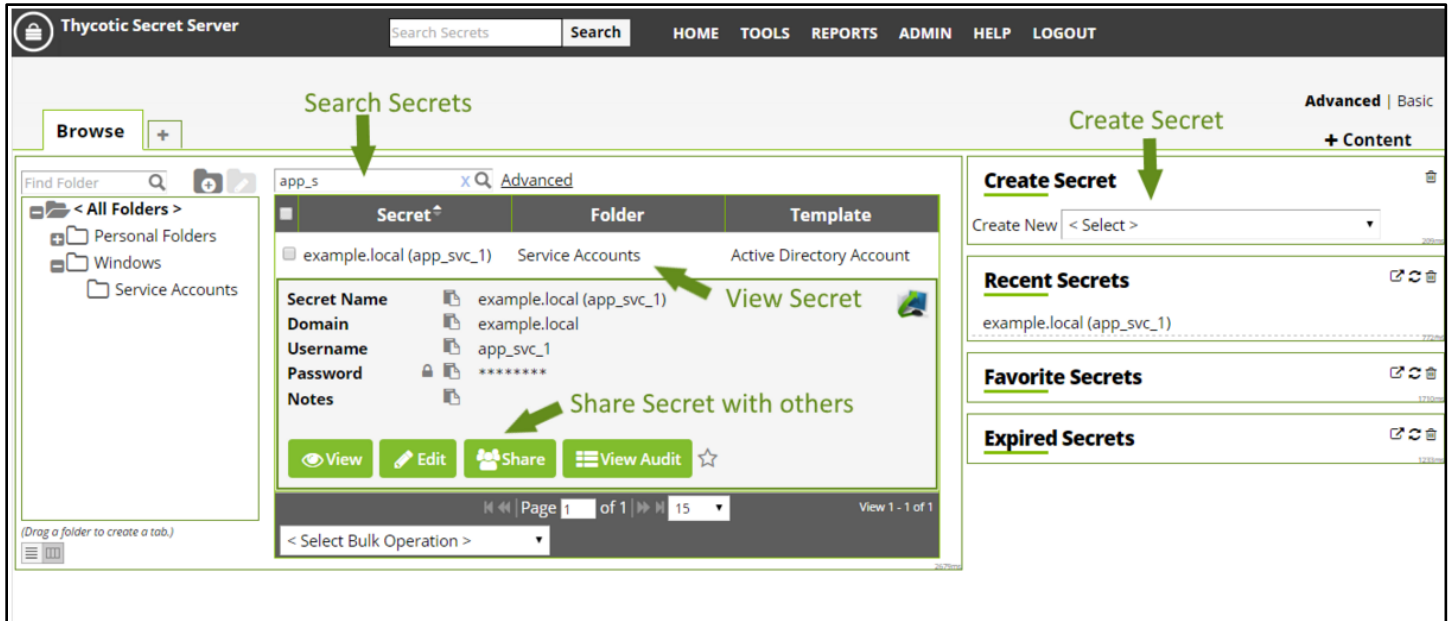 Thycotic Secret Server
Search Secrets Search HOME TOOLS REPORTS ADMIN HELP LOGOUT
Search Secrets
Advanced | Basic
Create Secret
Browse +
+ Content
Find Folder
app_s x Advanced
< All Folders >
Personal Folders
Windows
Service Accounts
Secret Folder Template
example.local (app_svc_1) Service Accounts Active Directory Account
View Secret
Secret Name example.local (app_svc_1)
Domain example.local
Username app_svc_1
Password ********
Notes
Share Secret with others
View Edit Share View Audit
Page 1 of 1 15 View 1 - 1 of 1
< Select Bulk Operation >
2679ms
(Drag a folder to create a tab.)
Create Secret
Create New < Select >
209ms
Recent Secrets
example.local (app_svc_1)
772ms
Favorite Secrets
1710ms
Expired Secrets
1233ms